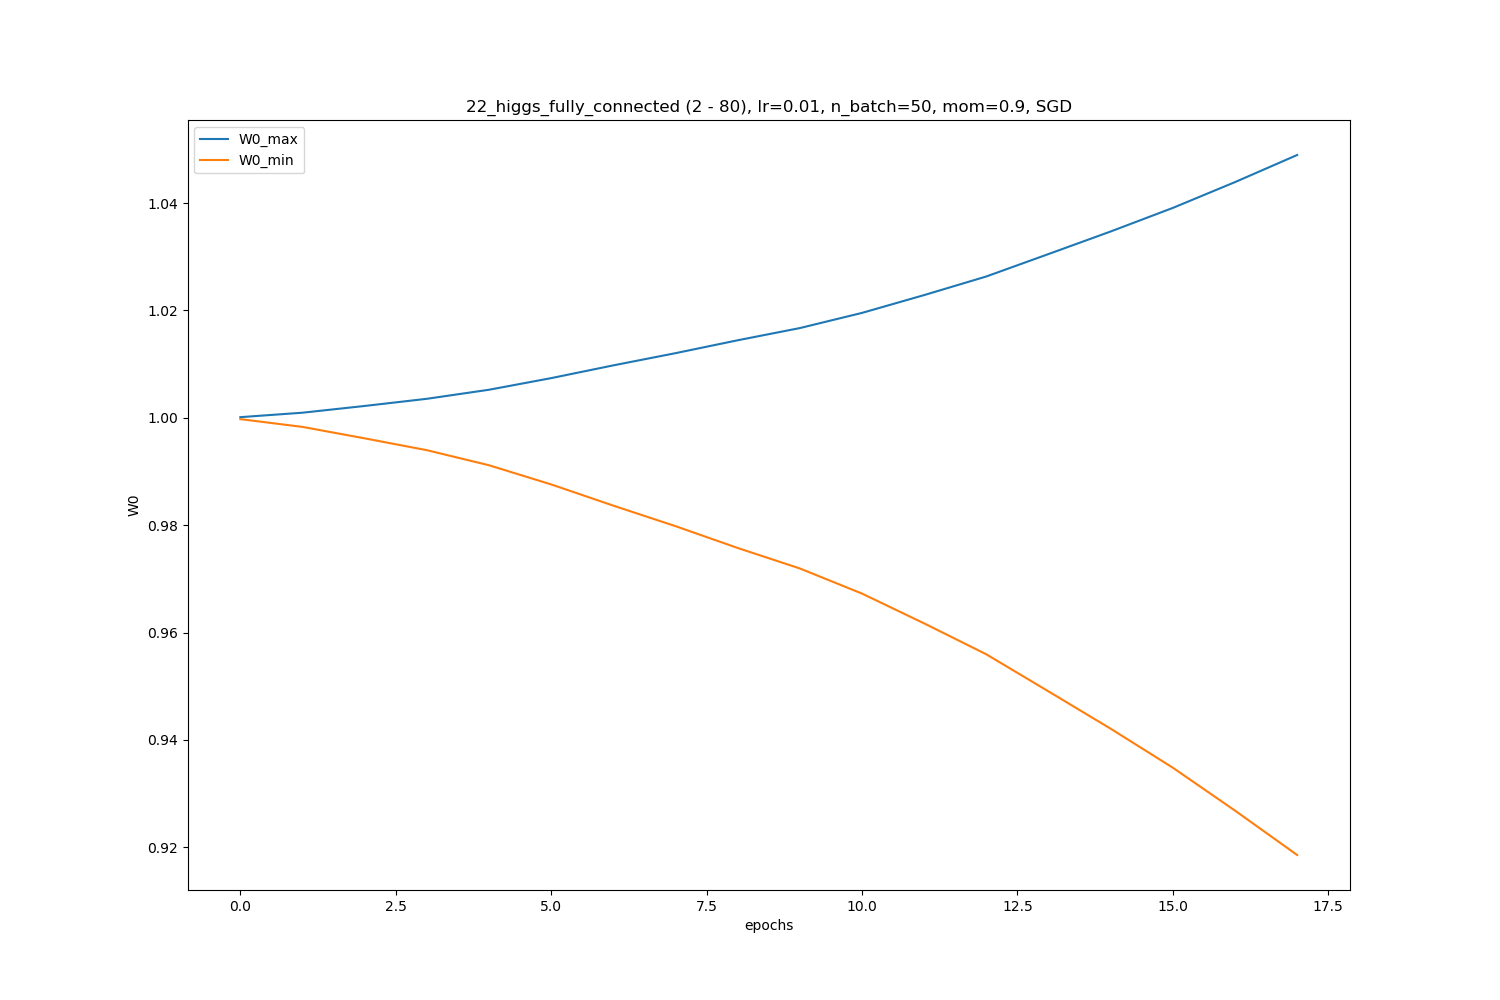 22_higgs_fully_connected (2 - 80), lr=0.01, n_batch=50, mom=0.9, SGD
W0_max
W0_min
1.04
1.02
1.00
0.98
0.96
0.94
0.92
W0
0.0 2.5 5.0 7.5 10.0 12.5 15.0 17.5
epochs